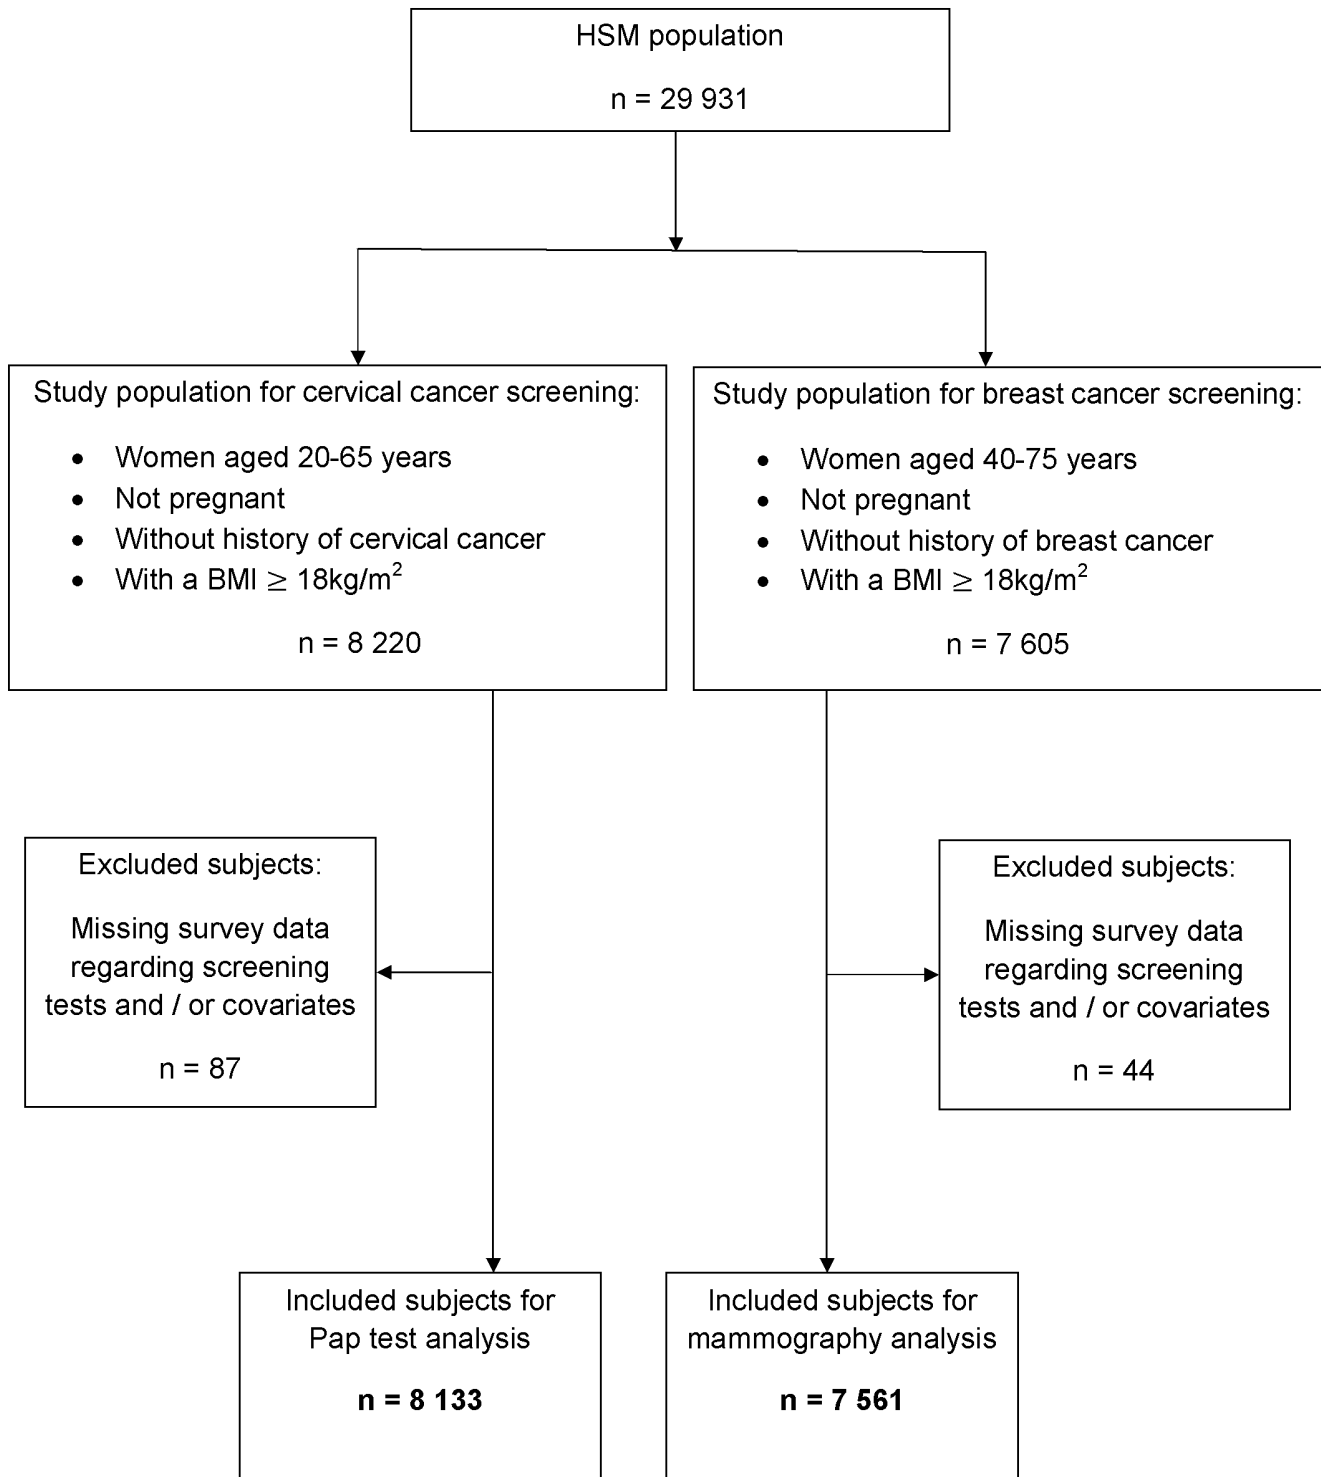 HSM population
n = 29 931
Study population for cervical cancer screening:
• Women aged 20-65 years
• Not pregnant
• Without history of cervical cancer
• With a BMI ≥ 18kg/m²
n = 8 220
Study population for breast cancer screening:
• Women aged 40-75 years
• Not pregnant
• Without history of breast cancer
• With a BMI ≥ 18kg/m²
n = 7 605
Excluded subjects:
Missing survey data
regarding screening
tests and / or covariates
n = 87
Excluded subjects:
Missing survey data
regarding screening
tests and / or covariates
n = 44
Included subjects for
Pap test analysis
n = 8 133
Included subjects for
mammography analysis
n = 7 561